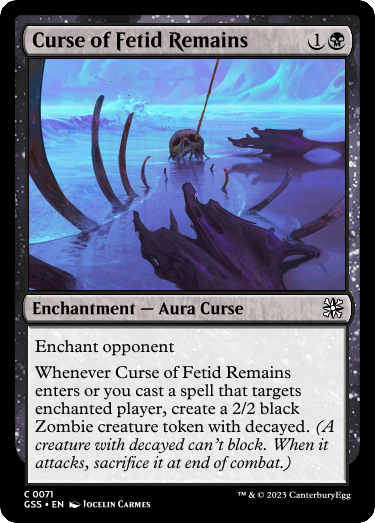 Curse of Fetid Remains 1
Enchantment — Aura Curse
Enchant opponent
Whenever Curse of Fetid Remains
enters or you cast a spell that targets
enchanted player, create a 2/2 black
Zombie creature token with decayed. (A
creature with decayed can't block. When it
attacks, sacrifice it at end of combat.)
C 0071
GSS • EN Jocelin Carmes ™ & © 2023 CanterburyEgg